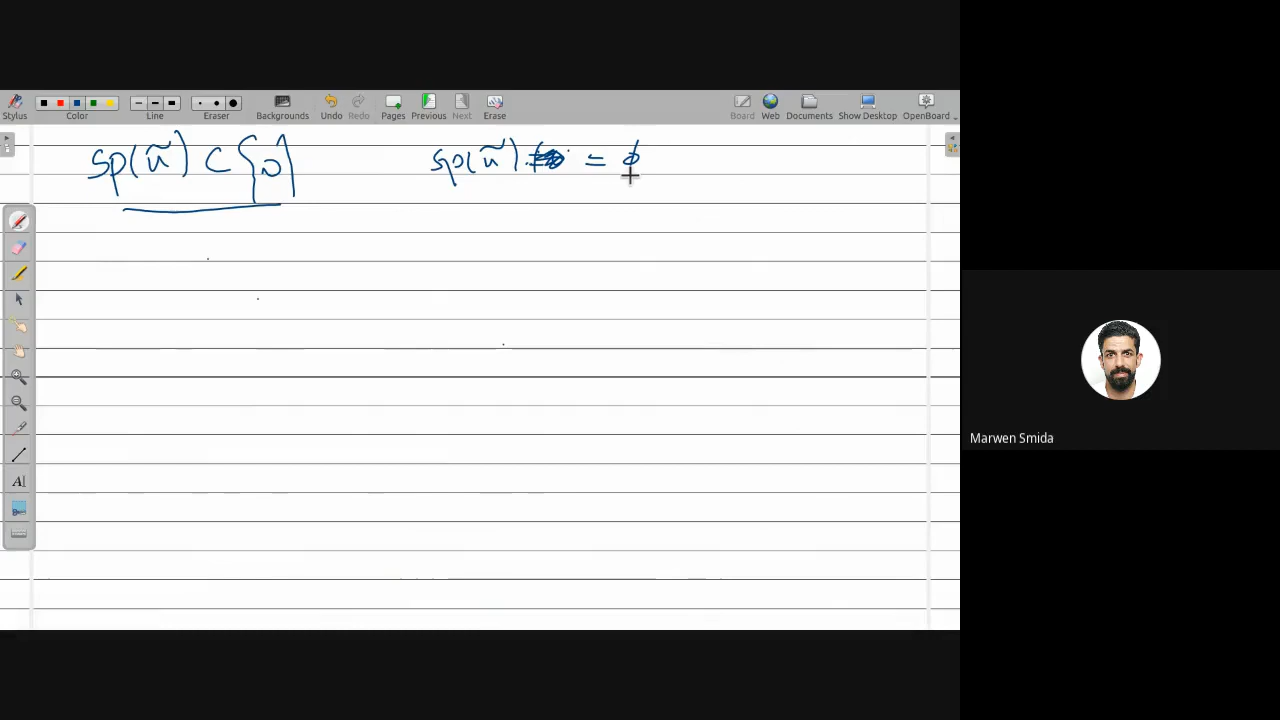 Stylus Color Line Eraser Backgrounds Undo Redo Pages Previous Next Erase Board Web Documents Show Desktop OpenBoard
Sp(ũ) ⊂ {0} Sp(ũ) = ∅
Marwen Smida